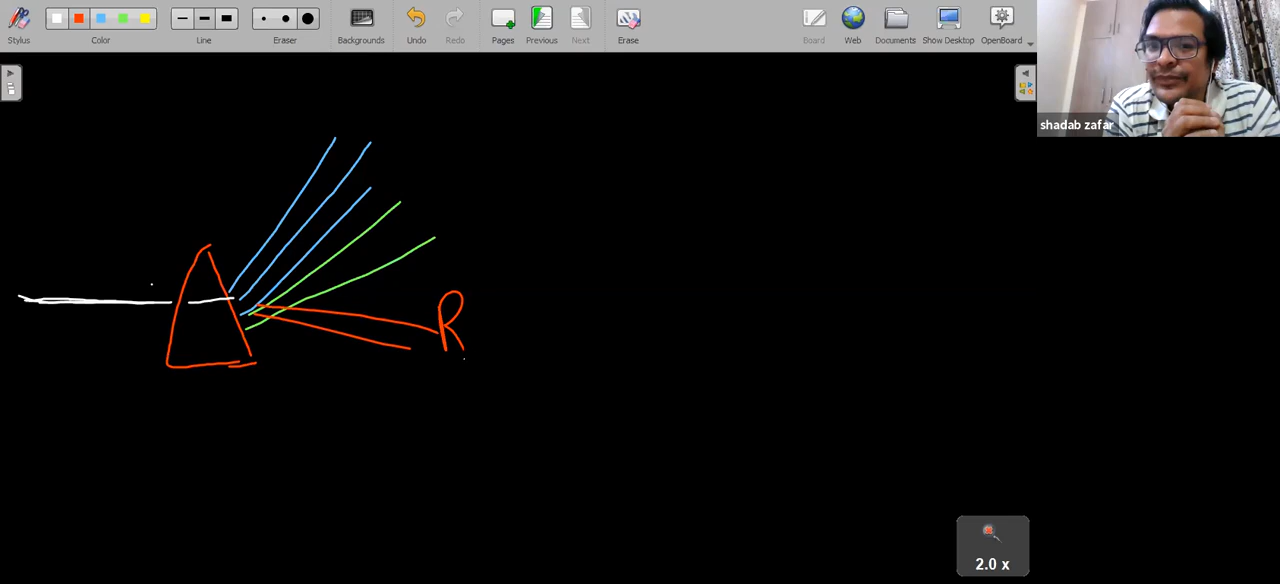 Stylus
Color
Line
Eraser
Backgrounds
Undo
Redo
Pages
Previous
Next
Erase
Board
Web
Documents
Show Desktop
OpenBoard
shadab zafar
R
2.0 x